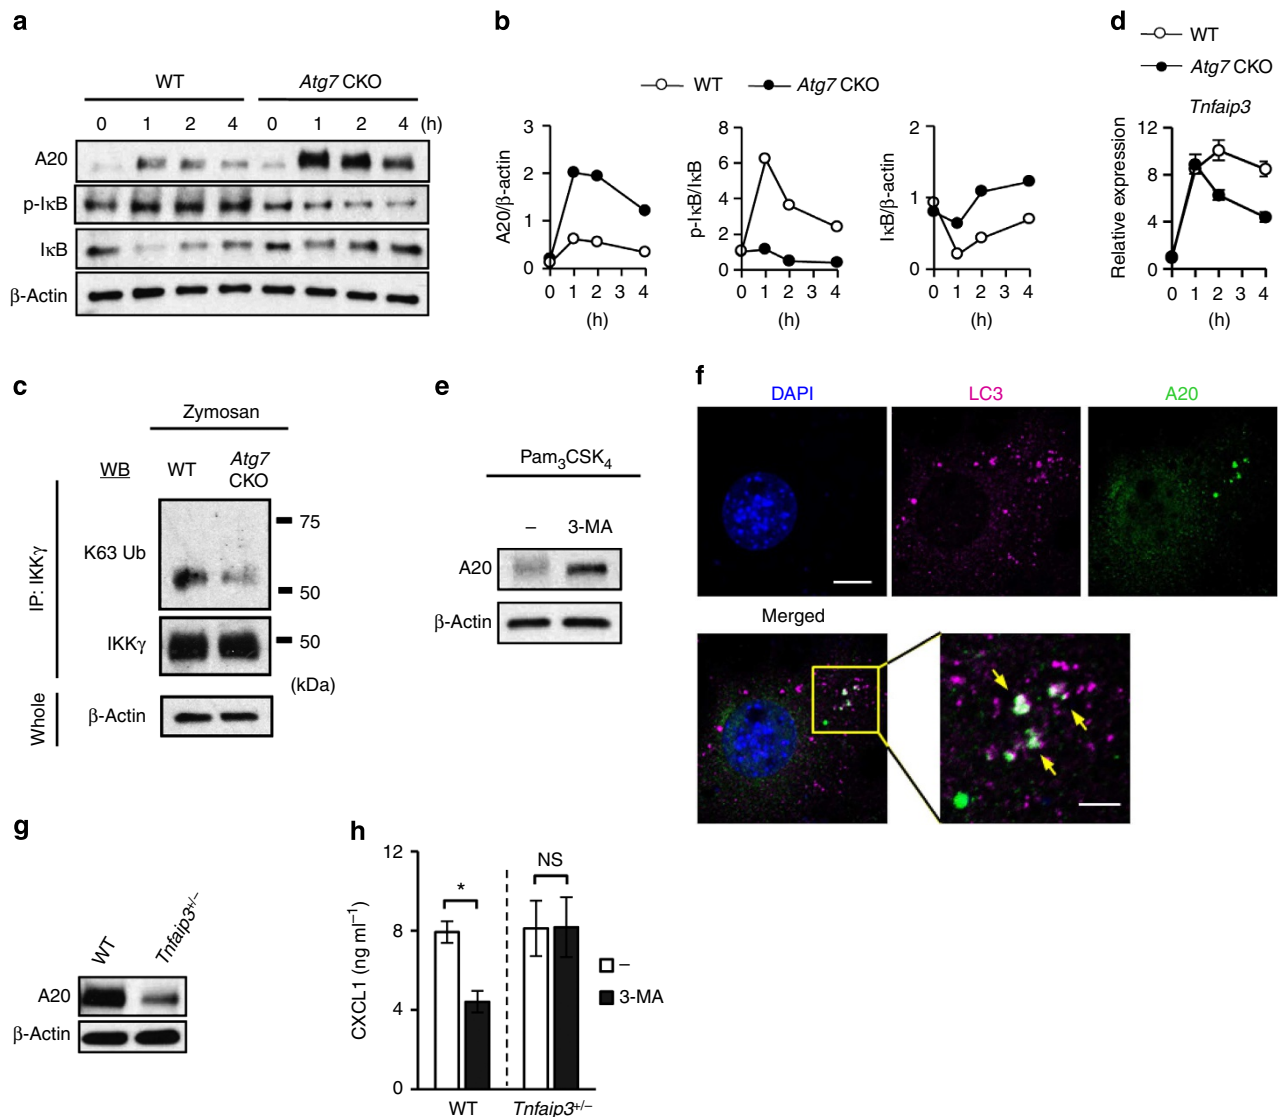 a
WT Atg7 CKO
0 1 2 4 0 1 2 4 (h)
A20
p-IκB
IκB
β-Actin
b
WT Atg7 CKO
A20/β-actin
3
2
1
0
0 1 2 3 4
(h)
p-IκB/IκB
8
6
4
2
0
0 1 2 3 4
(h)
IκB/β-actin
2
1
0
0 1 2 3 4
(h)
d
WT
Atg7 CKO
Tnfaip3
Relative expression
12
8
4
0
0 1 2 3 4
(h)
c
Zymosan
WB WT Atg7
CKO
IP: IKKγ
K63 Ub
75
50
IKKγ
50
(kDa)
Whole
β-Actin
e
Pam3CSK4
– 3-MA
A20
β-Actin
f
DAPI LC3 A20
Merged
g
WT Tnfaip3+/–
A20
β-Actin
h
CXCL1 (ng ml–1)
12
8
4
0
*
NS
–
3-MA
WT Tnfaip3+/–